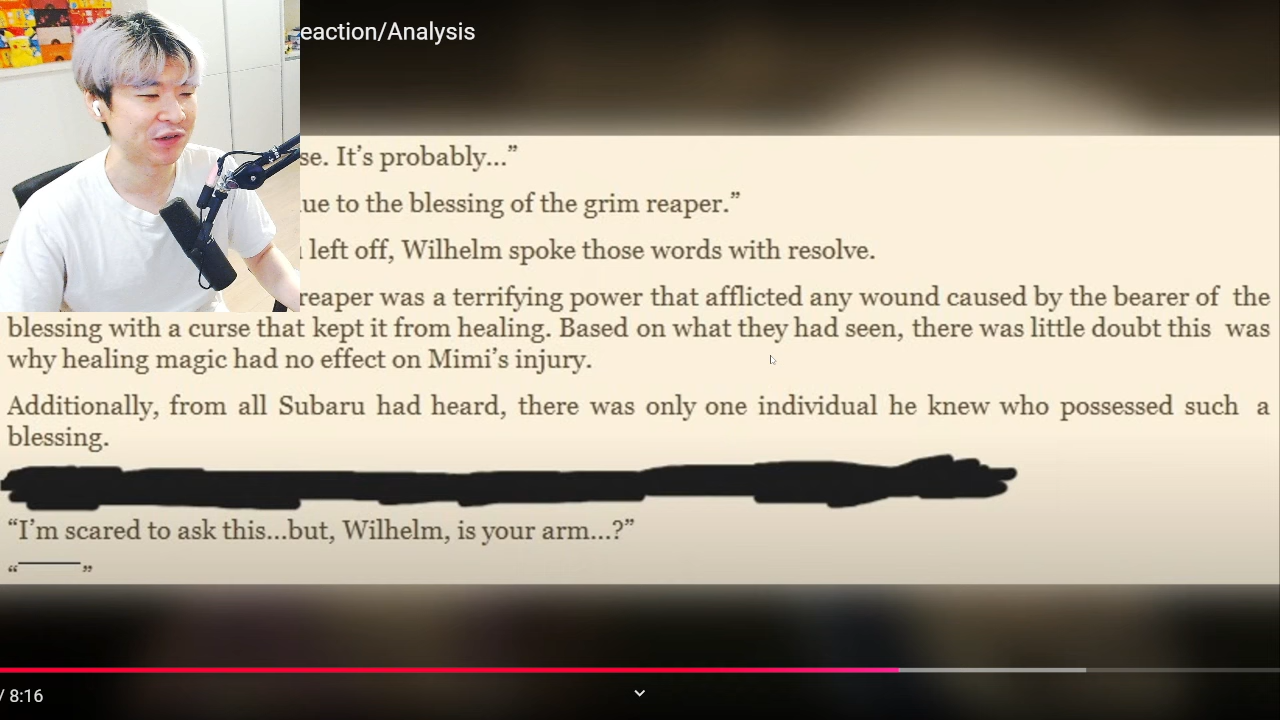 eaction/Analysis
se. It’s probably...”
ue to the blessing of the grim reaper.”
left off, Wilhelm spoke those words with resolve.
reaper was a terrifying power that afflicted any wound caused by the bearer of the
blessing with a curse that kept it from healing. Based on what they had seen, there was little doubt this was
why healing magic had no effect on Mimi’s injury.
Additionally, from all Subaru had heard, there was only one individual he knew who possessed such a
blessing.
“I’m scared to ask this...but, Wilhelm, is your arm...?”
“———”
/ 8:16